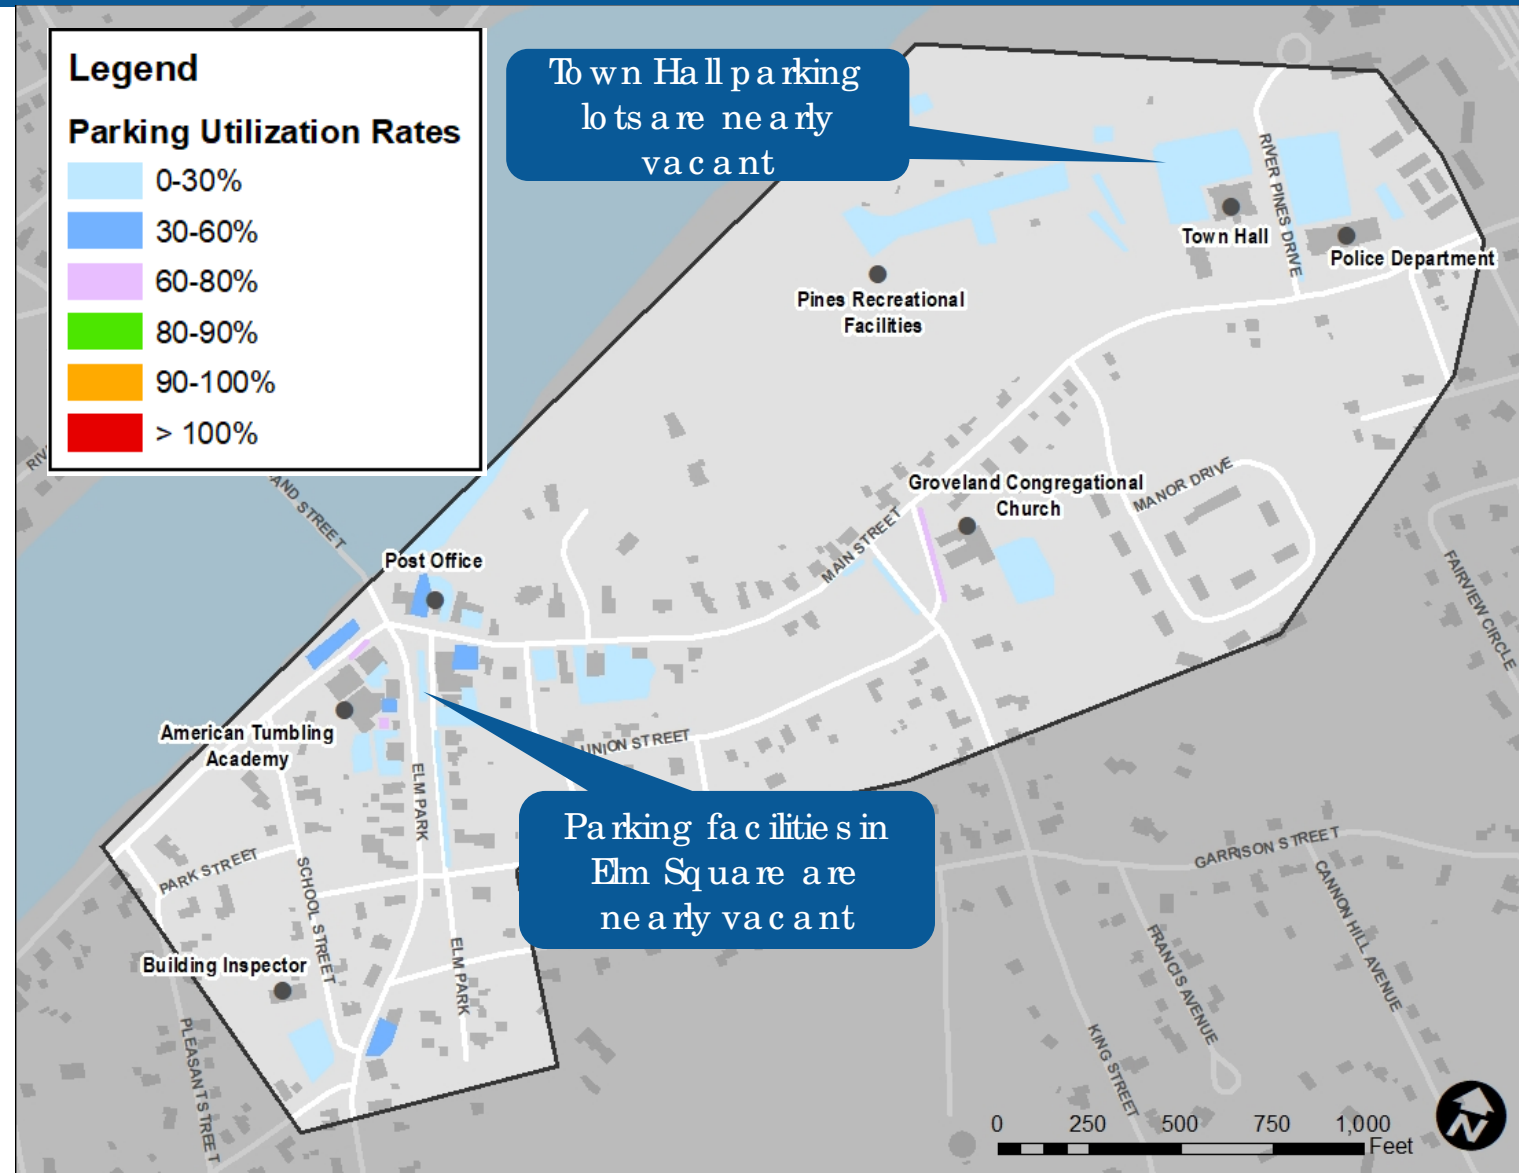 Legend
Parking Utilization Rates
0-30%
30-60%
60-80%
80-90%
90-100%
> 100%
Town Hall parking
lots are nearly
vacant
RIVER PINES DRIVE
Town Hall
Police Department
Pines Recreational
Facilities
Groveland Congregational
Church
MANOR DRIVE
MAIN STREET
AND STREET
Post Office
FAIRVIEW CIRCLE
American Tumbling
Academy
UNION STREET
ELM PARK
Parking facilities in
Elm Square are
nearly vacant
PARK STREET
SCHOOL STREET
GARRISON STREET
CANNON HILL AVENUE
FRANCIS AVENUE
ELM PARK
Building Inspector
PLEASANT STREET
KING STREET
0 250 500 750 1,000
Feet
N